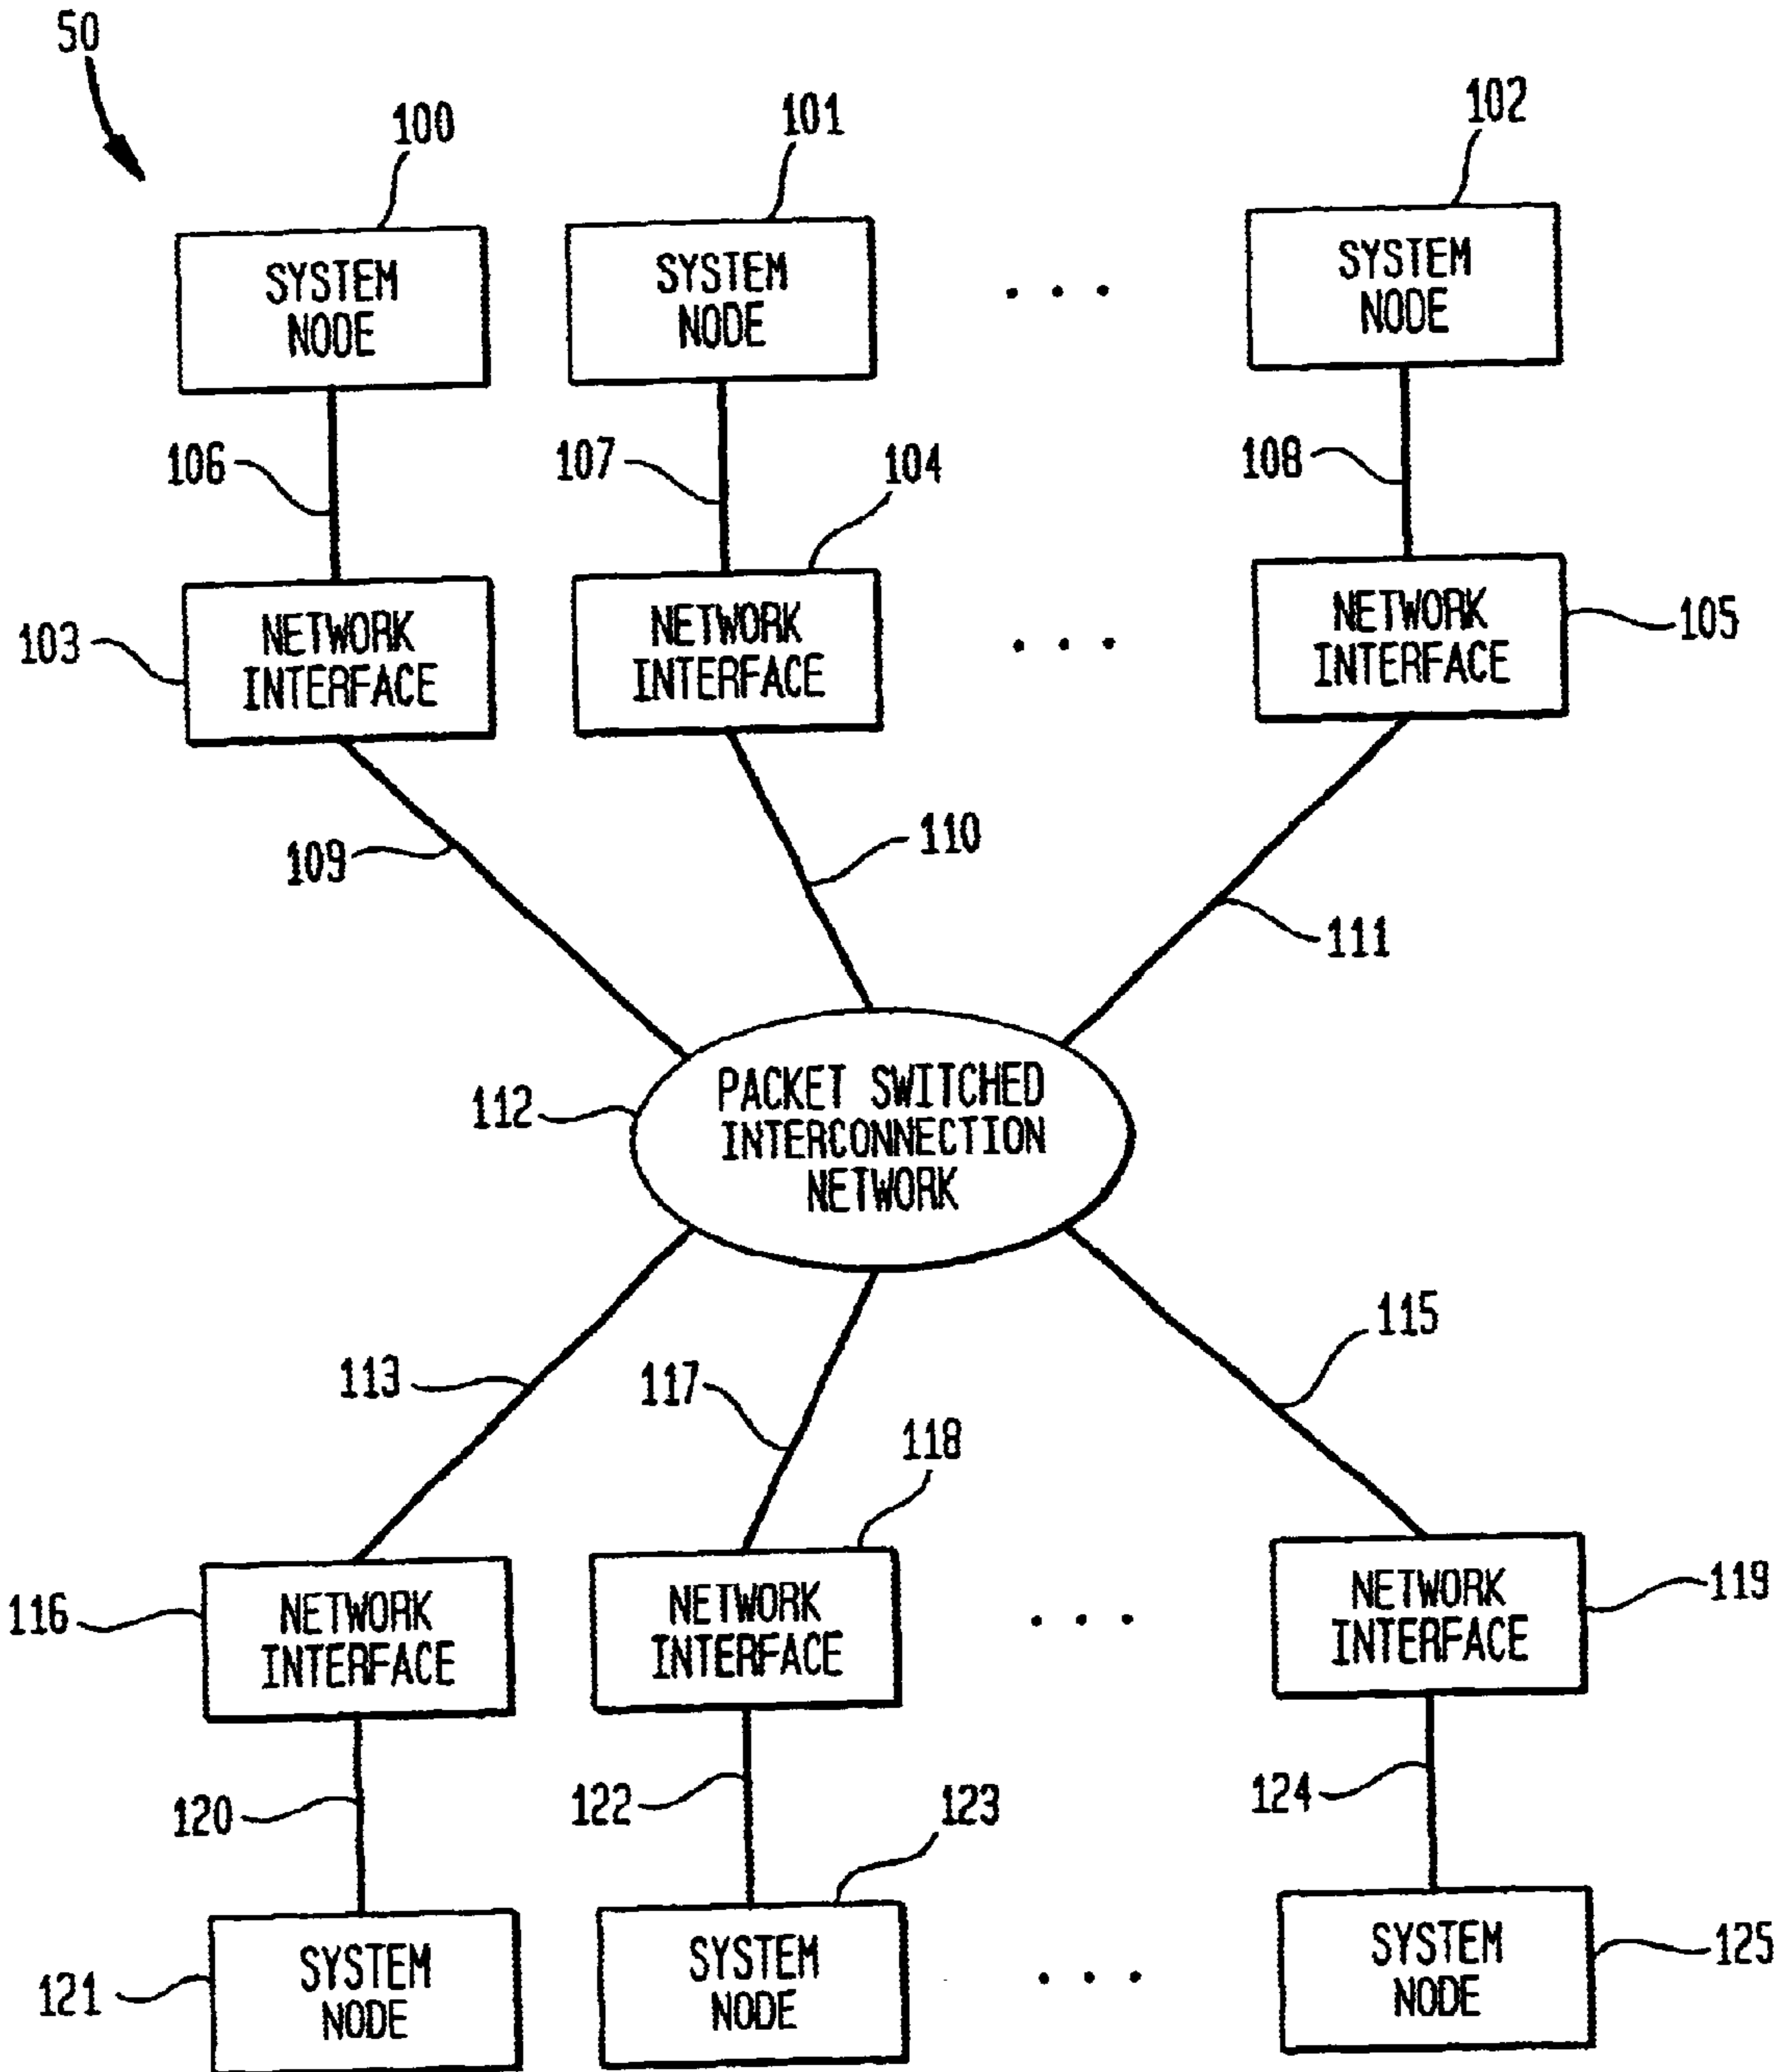 50
100
101
102
SYSTEM
NODE
SYSTEM
NODE
SYSTEM
NODE
106
107
104
108
103
NETWORK
INTERFACE
NETWORK
INTERFACE
NETWORK
INTERFACE
105
109
110
111
112
PACKET SWITCHED
INTERCONNECTION
NETWORK
113
117
118
115
116
NETWORK
INTERFACE
NETWORK
INTERFACE
NETWORK
INTERFACE
119
120
122
123
124
121
SYSTEM
NODE
SYSTEM
NODE
SYSTEM
NODE
125